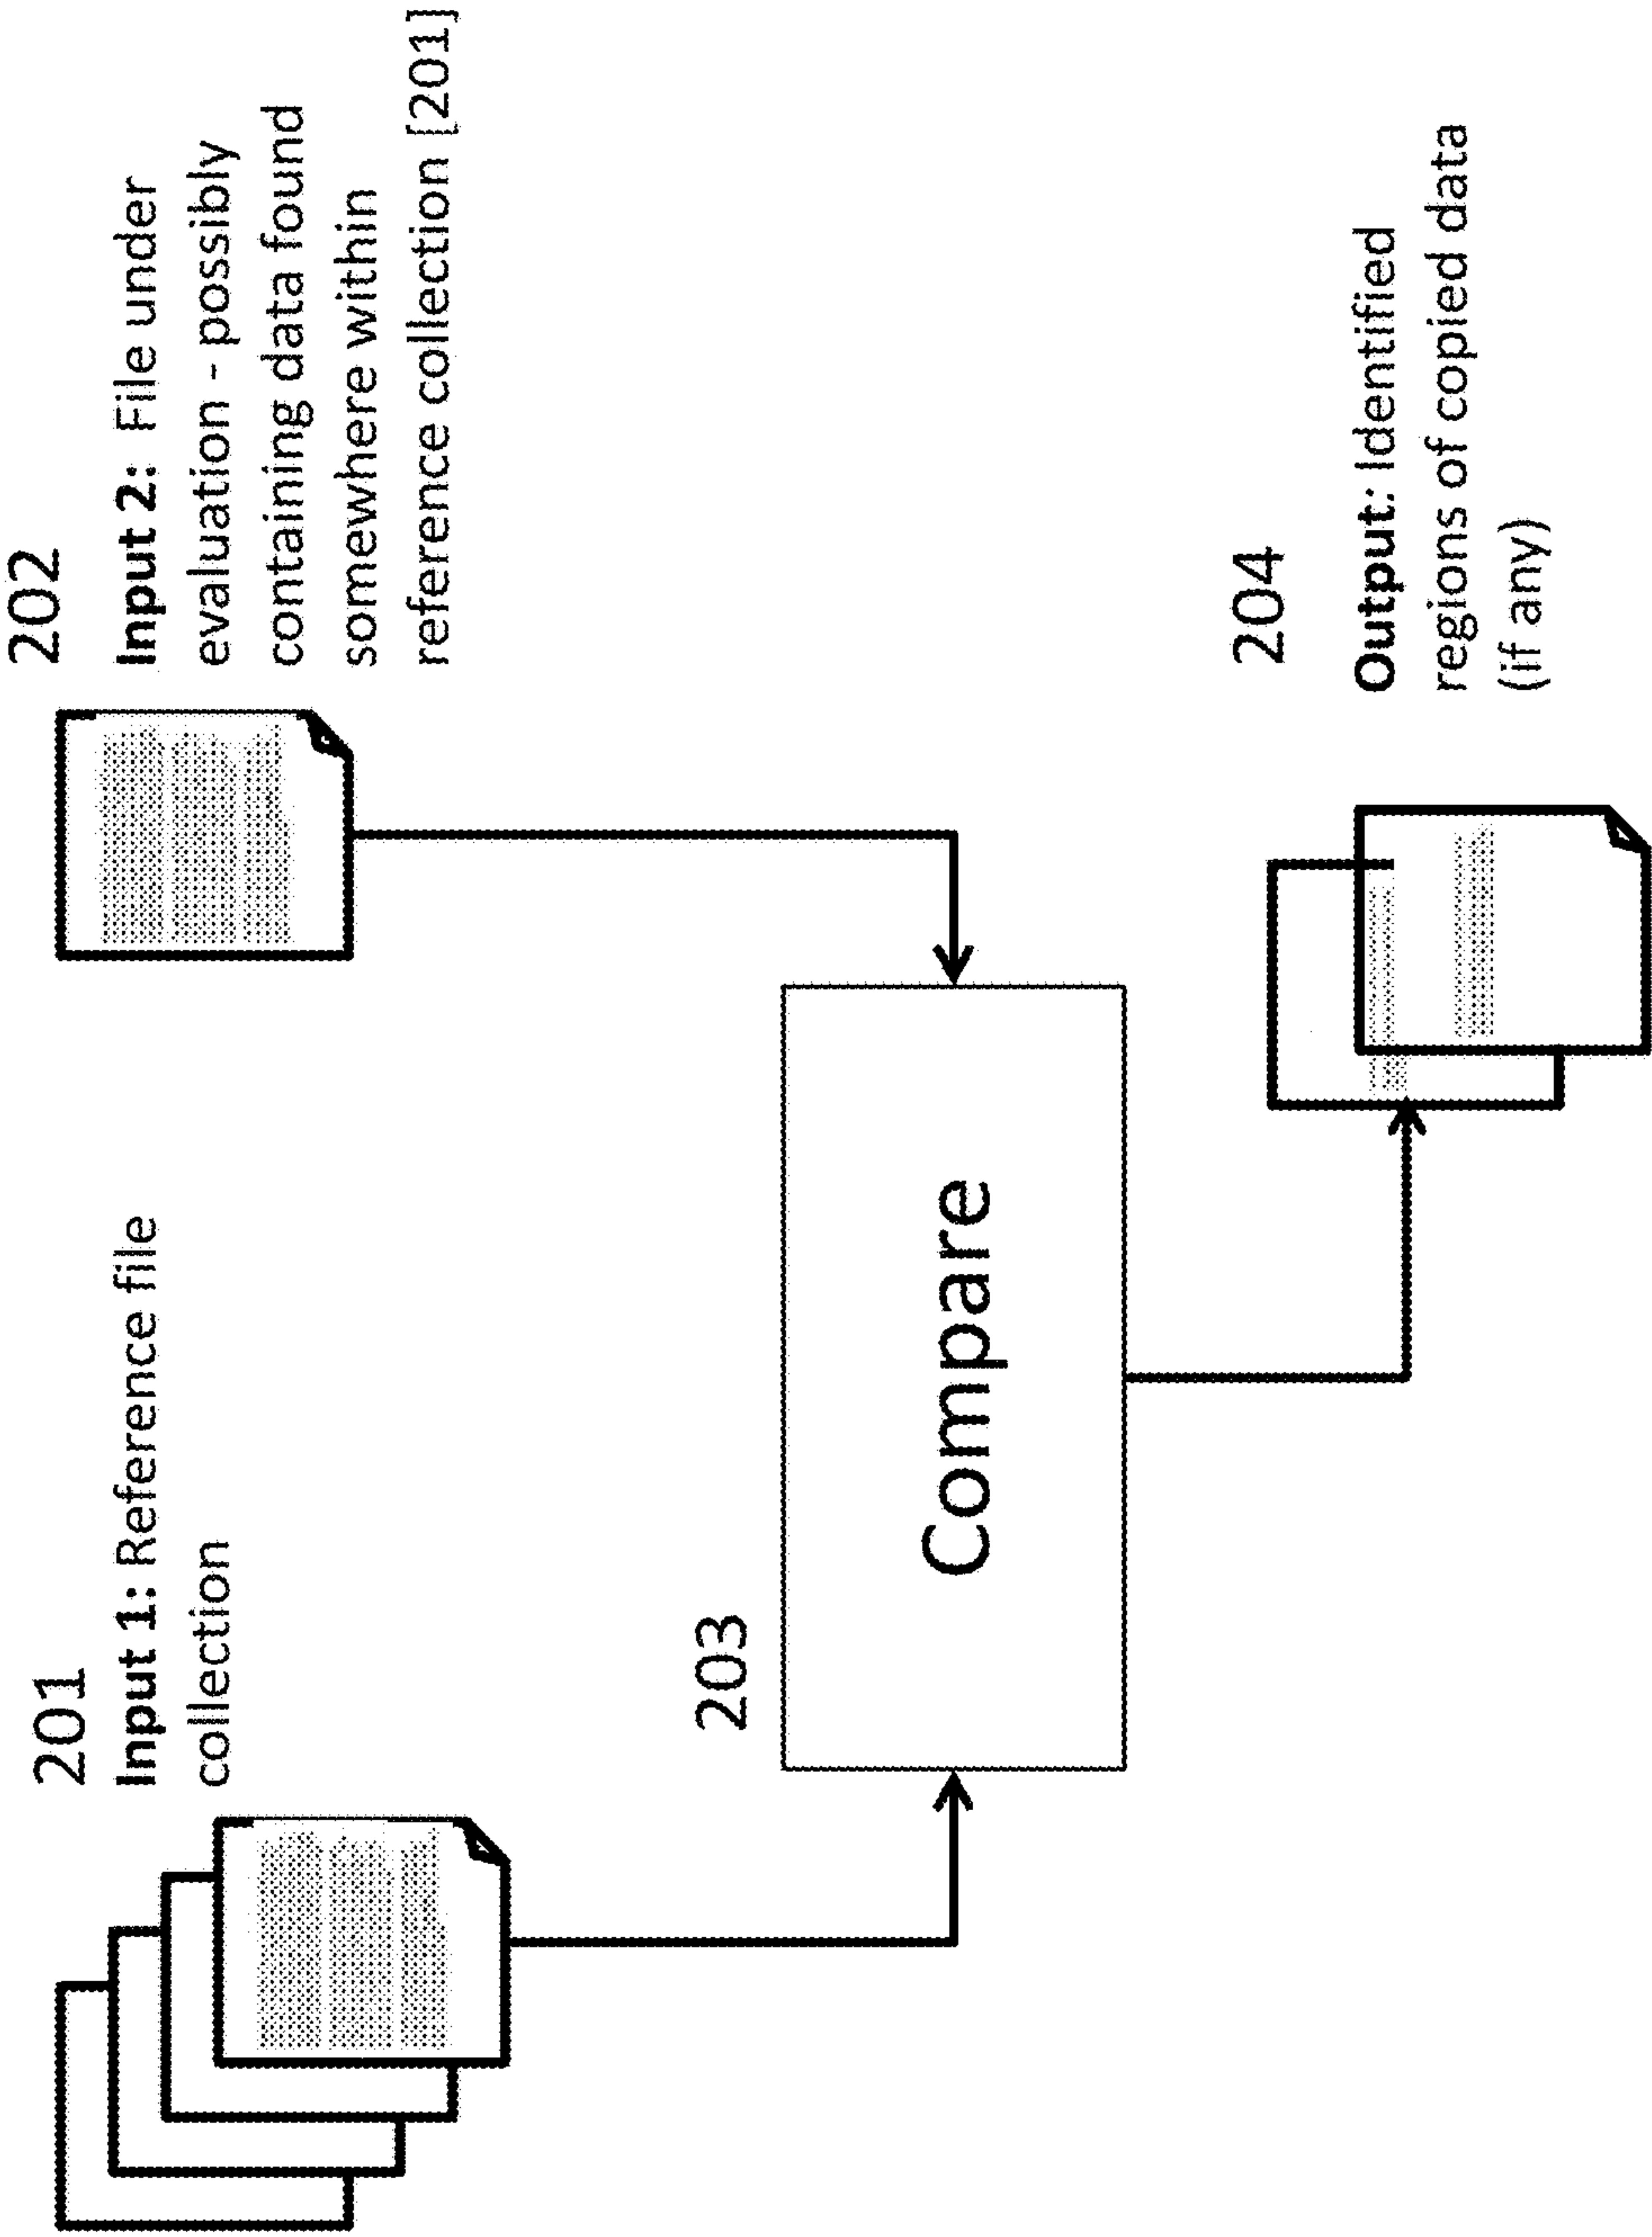 201
Input 1: Reference file
collection
202
Input 2: File under
evaluation - possibly
containing data found
somewhere within
reference collection [201]
203
Compare
204
Output: Identified
regions of copied data
(if any)